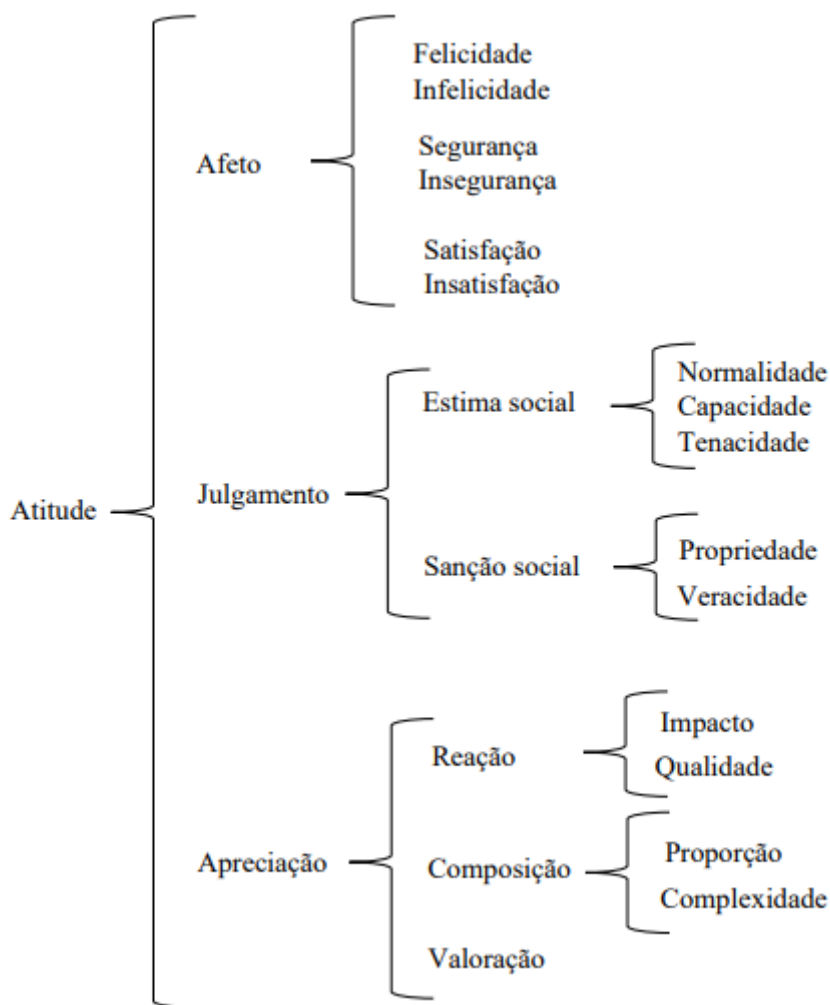 Felicidade
Infelicidade
Afeto
Segurança
Insegurança
Satisfação
Insatisfação
Normalidade
Estima social
Capacidade
Tenacidade
Atitude
Julgamento
Propriedade
Sanção social
Veracidade
Impacto
Reação
Qualidade
Apreciação
Composição
Proporção
Complexidade
Valoração